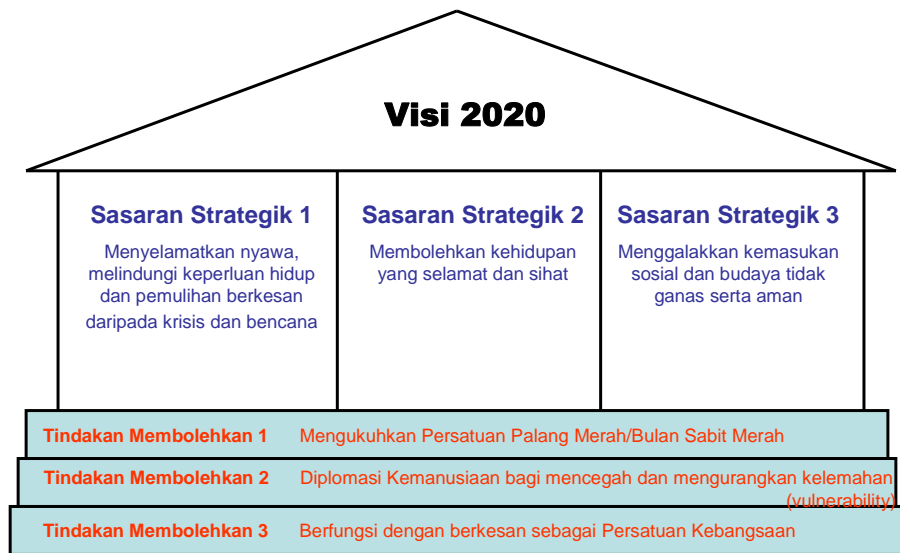 Visi 2020
Sasaran Strategik 1
Menyelamatkan nyawa,
melindungi keperluan hidup
dan pemulihan berkesan
daripada krisis dan bencana
Sasaran Strategik 2
Membolehkan kehidupan
yang selamat dan sihat
Sasaran Strategik 3
Menggalakkan kemasukan
sosial dan budaya tidak
ganas serta aman
Tindakan Membolehkan 1 Mengukuhkan Persatuan Palang Merah/Bulan Sabit Merah
Tindakan Membolehkan 2 Diplomasi Kemanusiaan bagi mencegah dan mengurangkan kelemahan
(vulnerability)
Tindakan Membolehkan 3 Berfungsi dengan berkesan sebagai Persatuan Kebangsaan